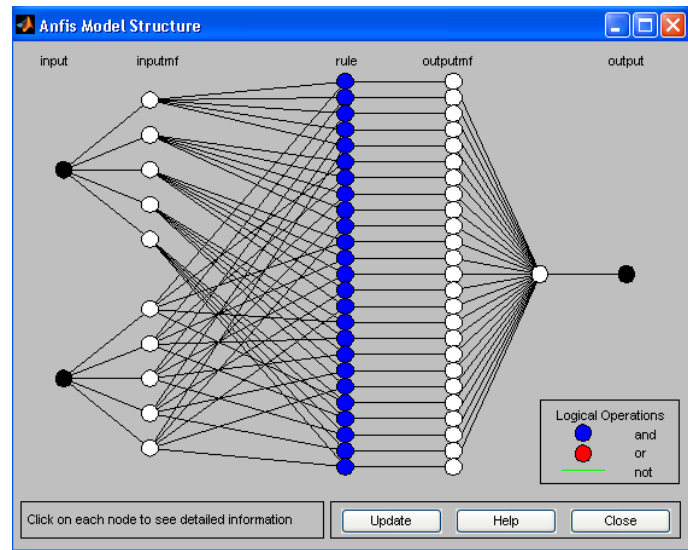 Anfis Model Structure
input inputmf rule outputmf output
Logical Operations
and
or
not
Click on each node to see detailed information
Update Help Close